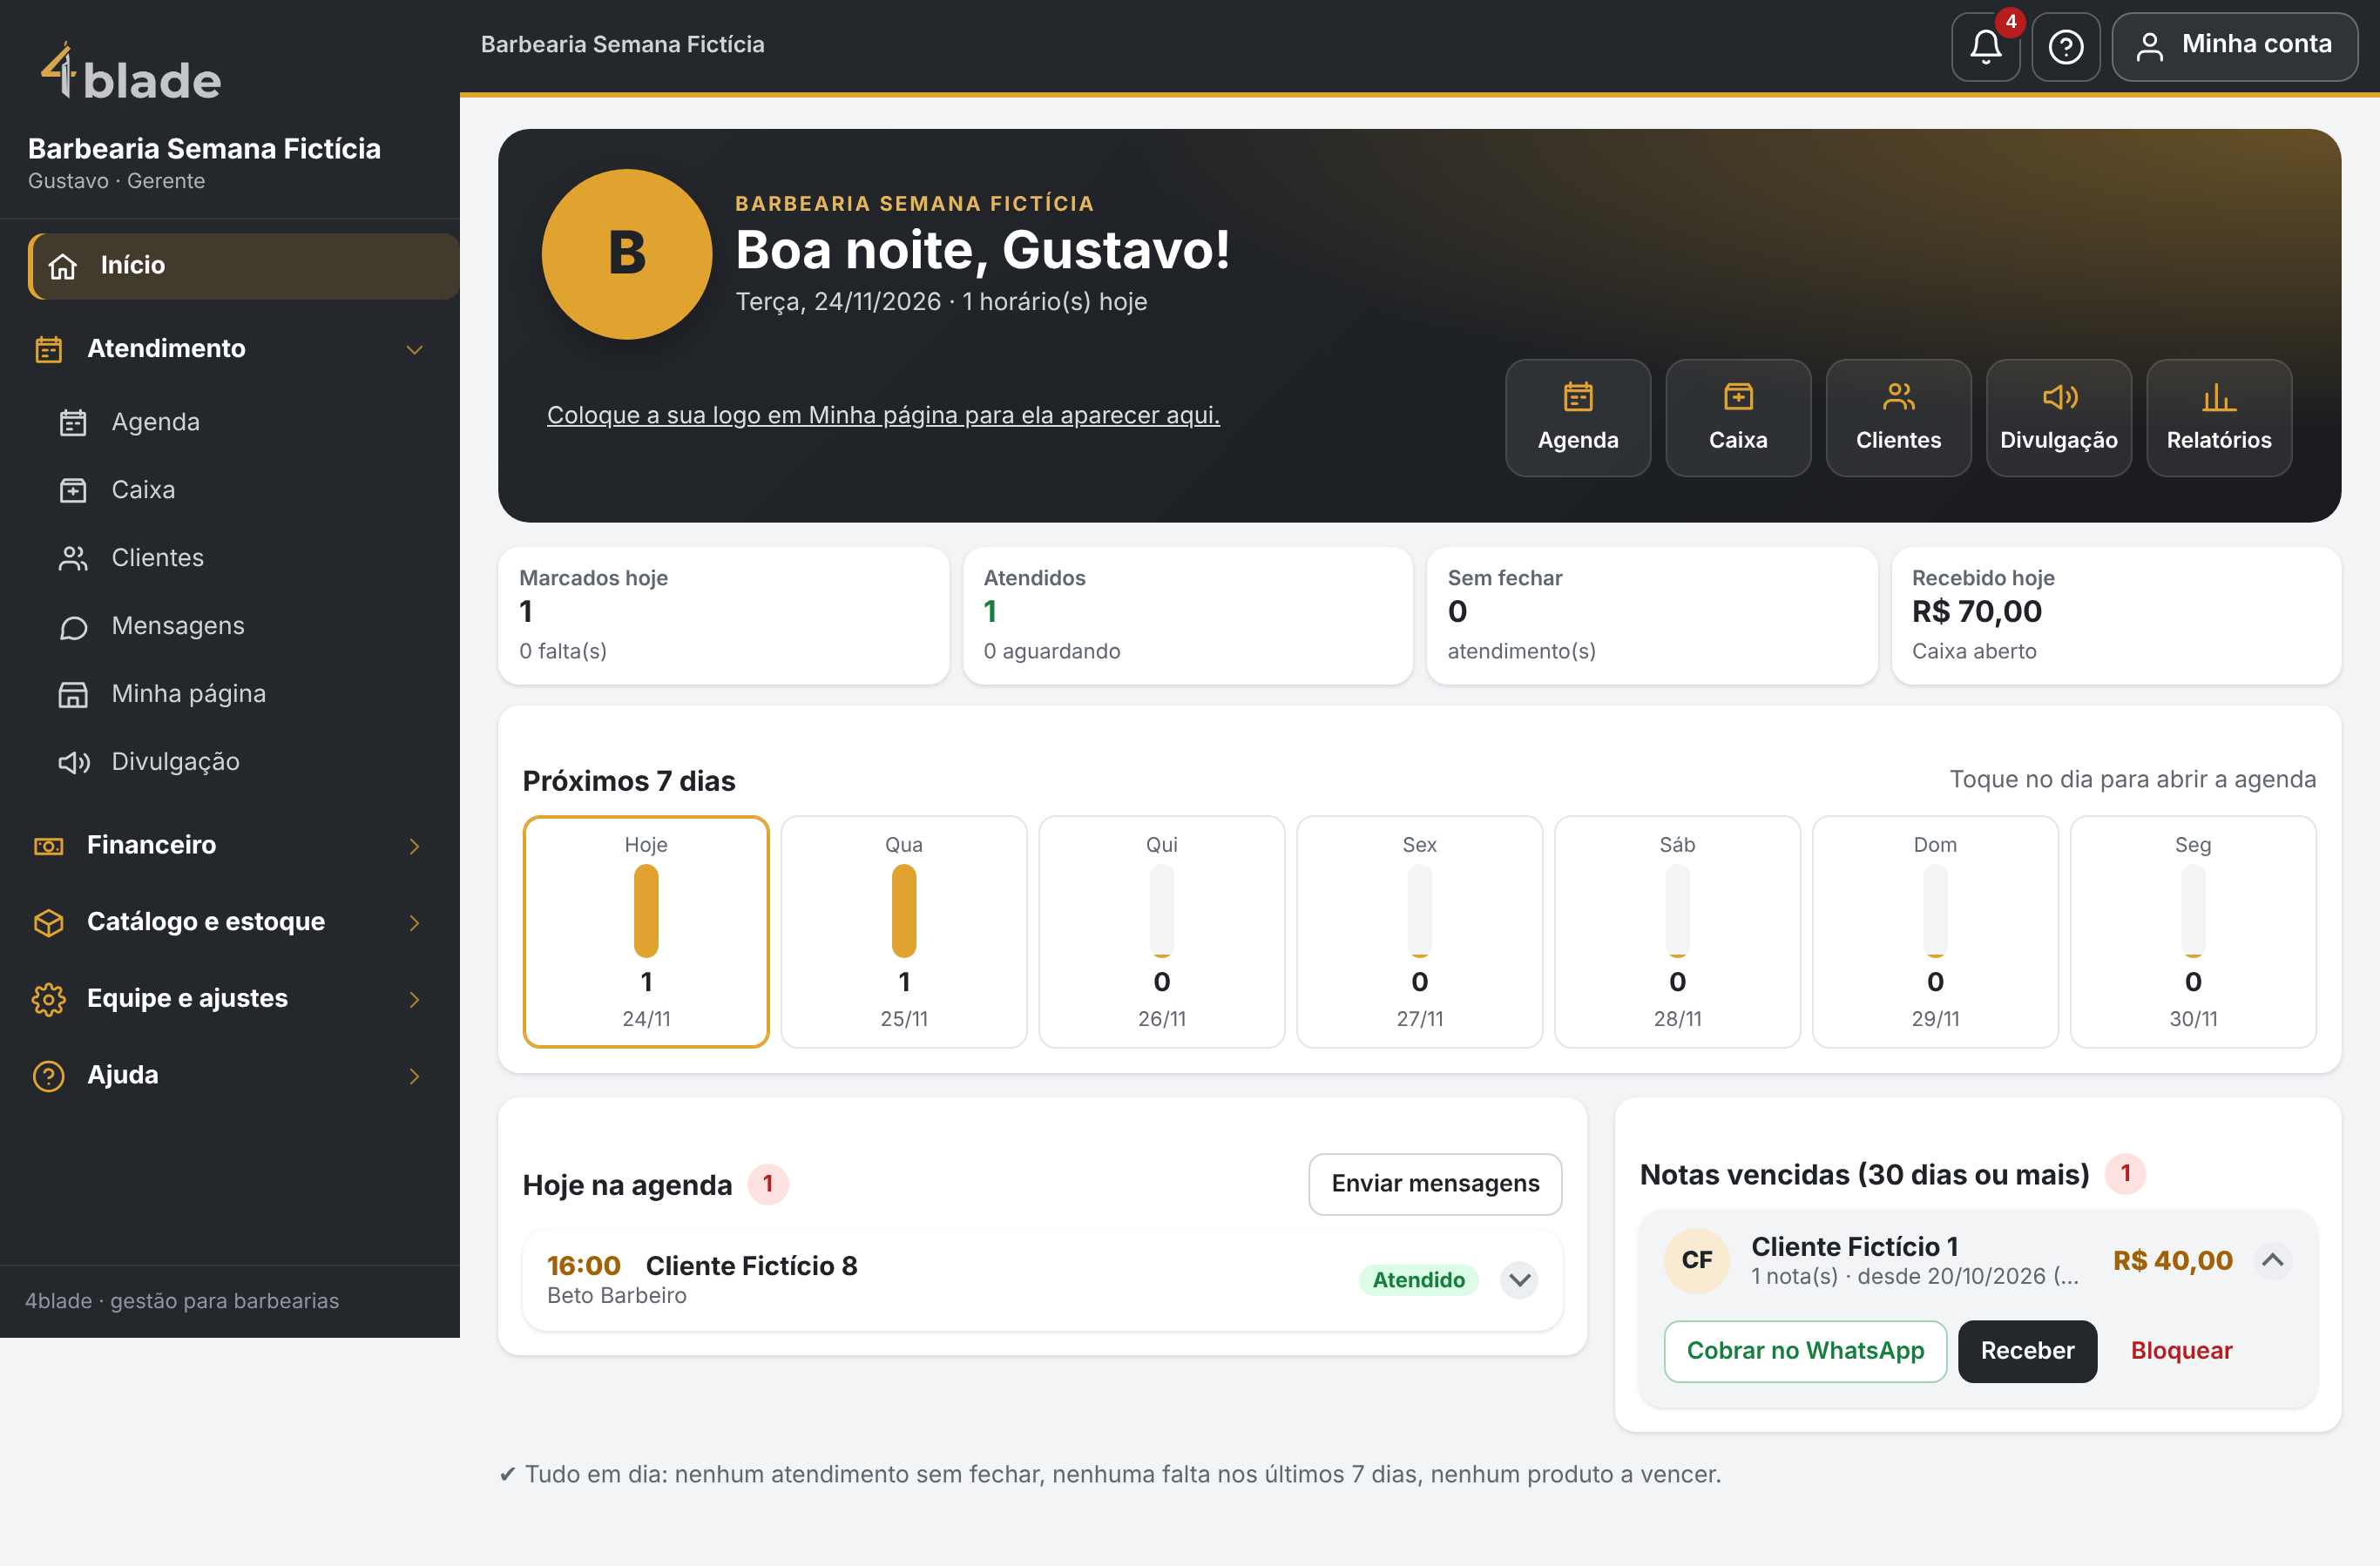 4blade
Barbearia Semana Fictícia
Gustavo · Gerente
Início
Atendimento
Agenda
Caixa
Clientes
Mensagens
Minha página
Divulgação
Financeiro
Catálogo e estoque
Equipe e ajustes
Ajuda
4blade · gestão para barbearias
Barbearia Semana Fictícia
4
Minha conta
B
BARBEARIA SEMANA FICTÍCIA
Boa noite, Gustavo!
Terça, 24/11/2026 · 1 horário(s) hoje
Coloque a sua logo em Minha página para ela aparecer aqui.
Agenda
Caixa
Clientes
Divulgação
Relatórios
Marcados hoje
1
0 falta(s)
Atendidos
1
0 aguardando
Sem fechar
0
atendimento(s)
Recebido hoje
R$ 70,00
Caixa aberto
Próximos 7 dias
Toque no dia para abrir a agenda
Hoje
1
24/11
Qua
1
25/11
Qui
0
26/11
Sex
0
27/11
Sáb
0
28/11
Dom
0
29/11
Seg
0
30/11
Hoje na agenda 1
Enviar mensagens
16:00 Cliente Fictício 8
Beto Barbeiro
Atendido
Notas vencidas (30 dias ou mais) 1
CF
Cliente Fictício 1
1 nota(s) · desde 20/10/2026 (...
R$ 40,00
Cobrar no WhatsApp
Receber
Bloquear
✔ Tudo em dia: nenhum atendimento sem fechar, nenhuma falta nos últimos 7 dias, nenhum produto a vencer.